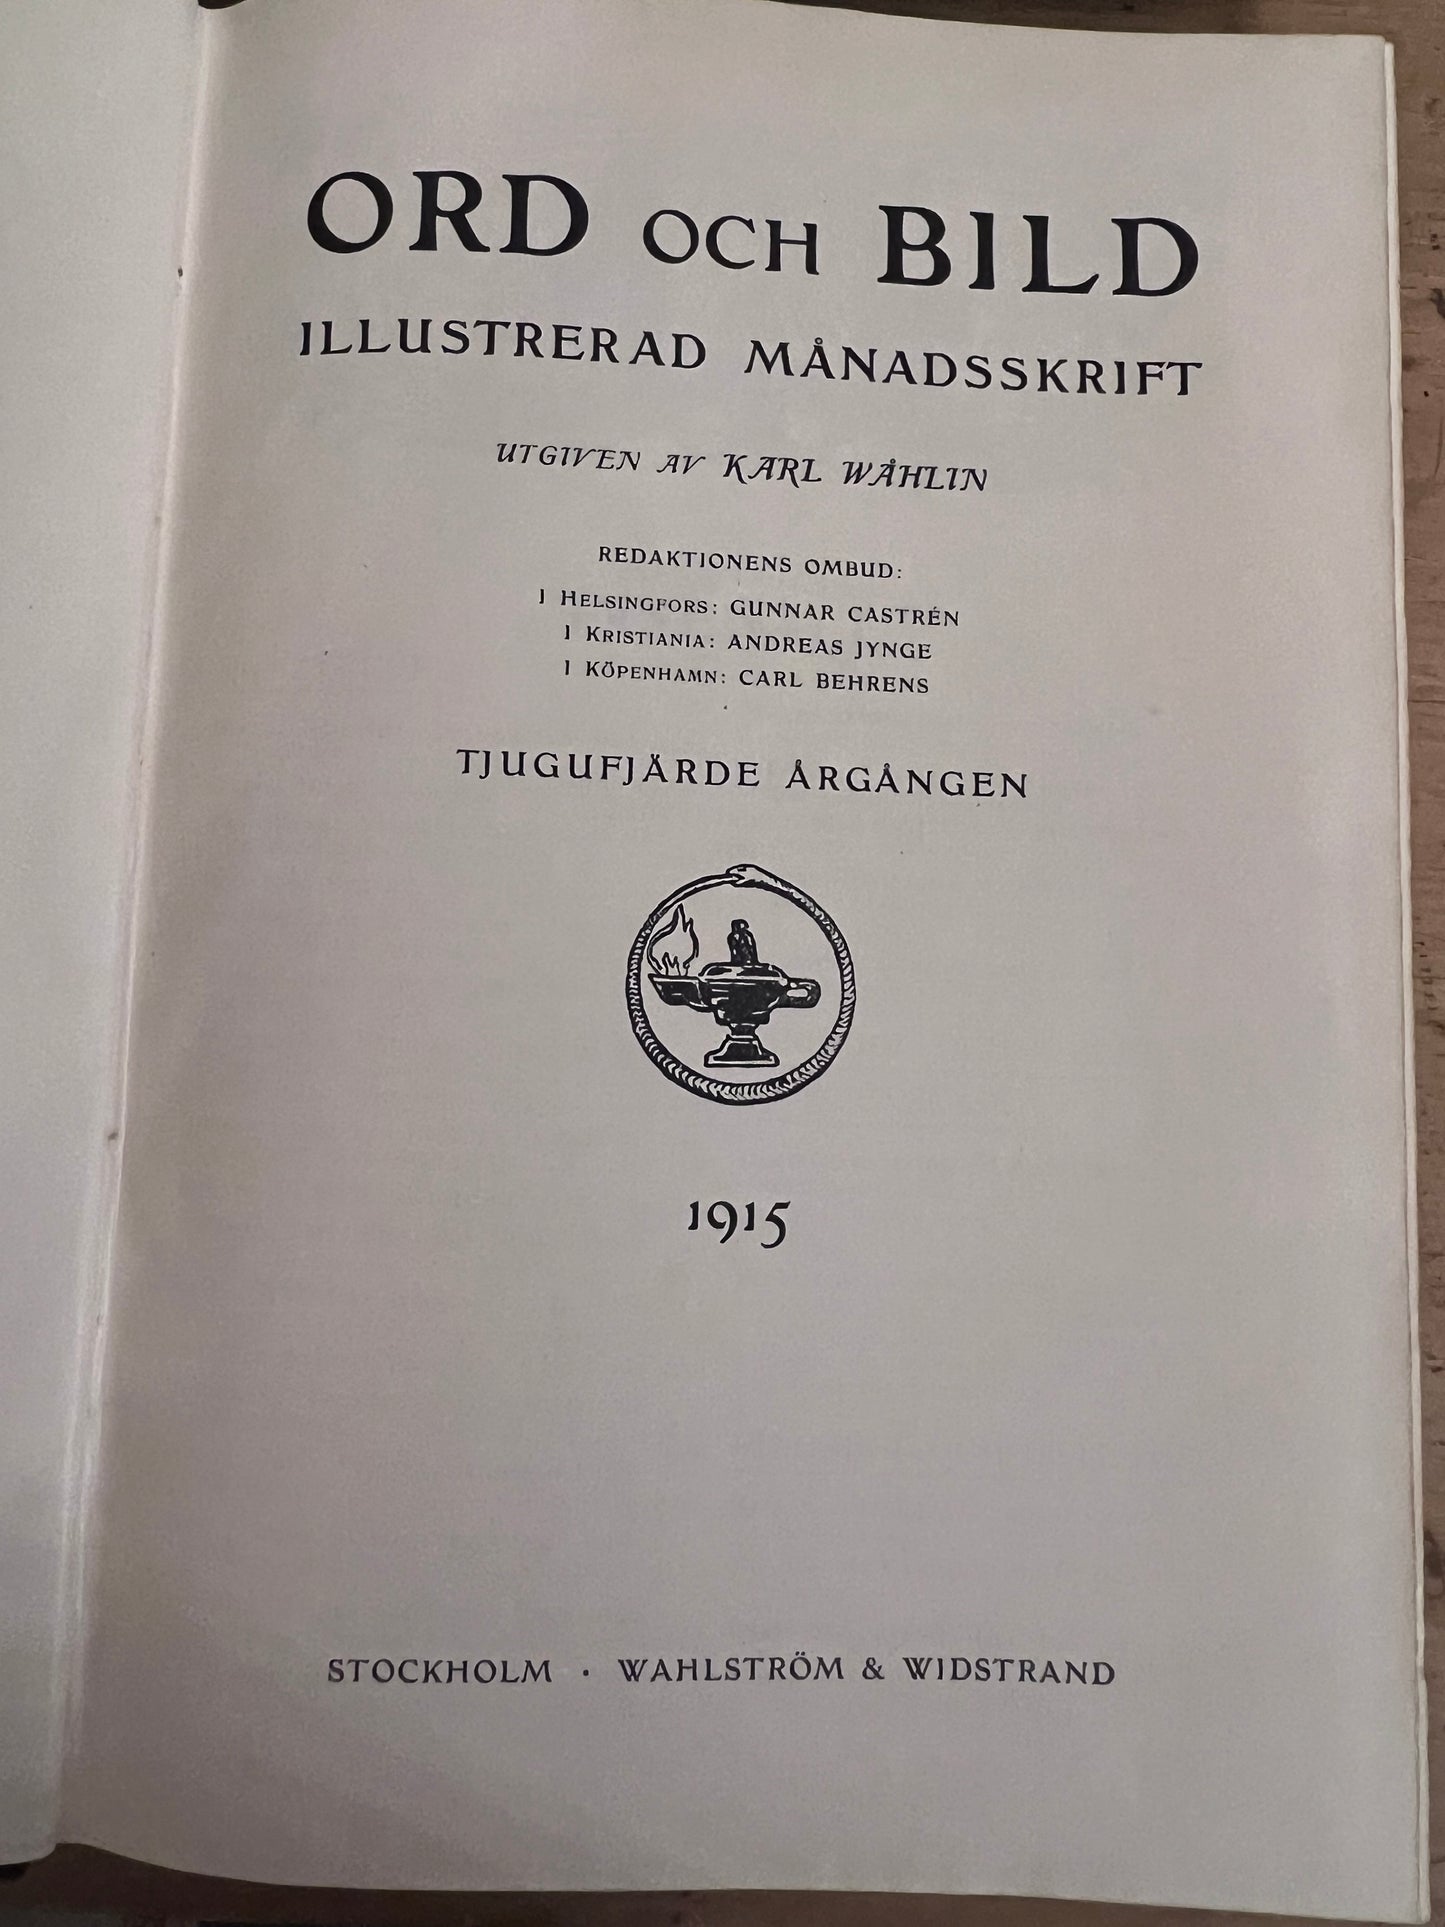 ORD OCH BILD
ILLUSTRERAD MÅNADSSKRIFT
UTGIVEN AV KARL WÅHLIN
REDAKTIONENS OMBUD:
I HELSINGFORS: GUNNAR CASTRÉN
I KRISTIANIA: ANDREAS JYNGE
I KÖPENHAMN: CARL BEHRENS
TJUGUFJÄRDE ÅRGÅNGEN
1915
STOCKHOLM · WAHLSTRÖM & WIDSTRAND